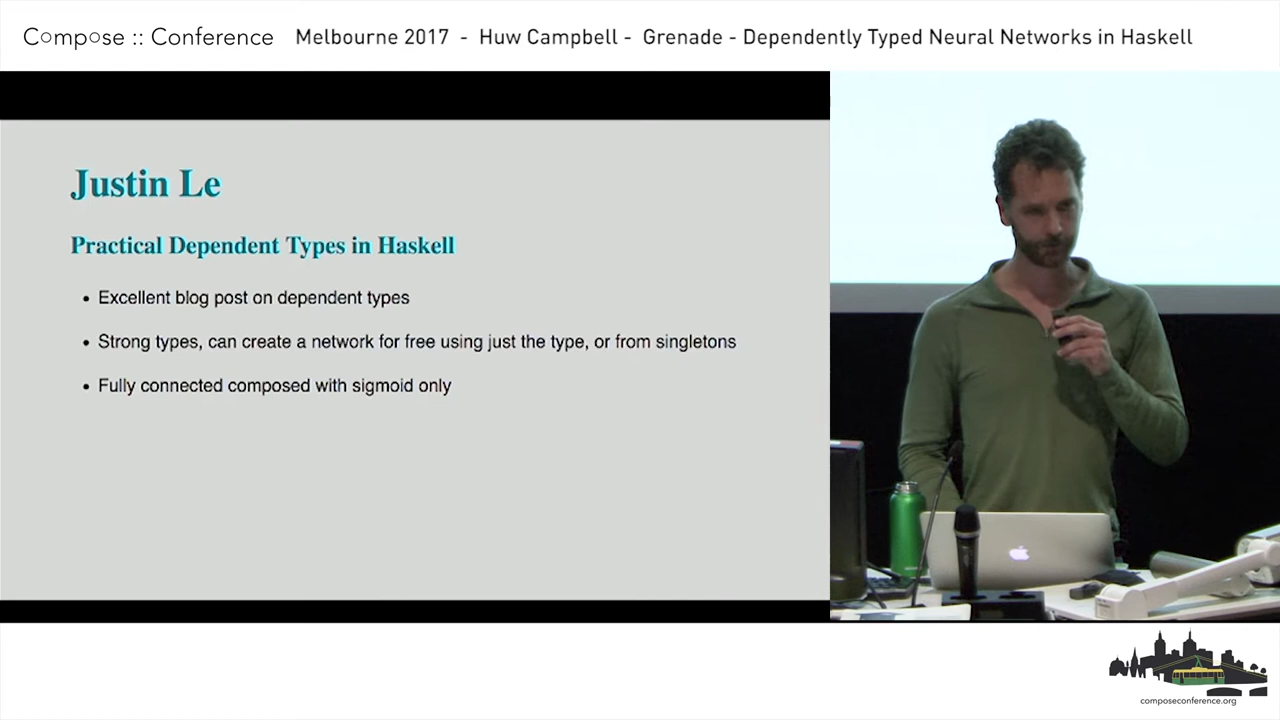 Compose :: Conference Melbourne 2017 - Huw Campbell - Grenade - Dependently Typed Neural Networks in Haskell
Justin Le
Practical Dependent Types in Haskell
• Excellent blog post on dependent types
• Strong types, can create a network for free using just the type, or from singletons
• Fully connected composed with sigmoid only
composeconference.org